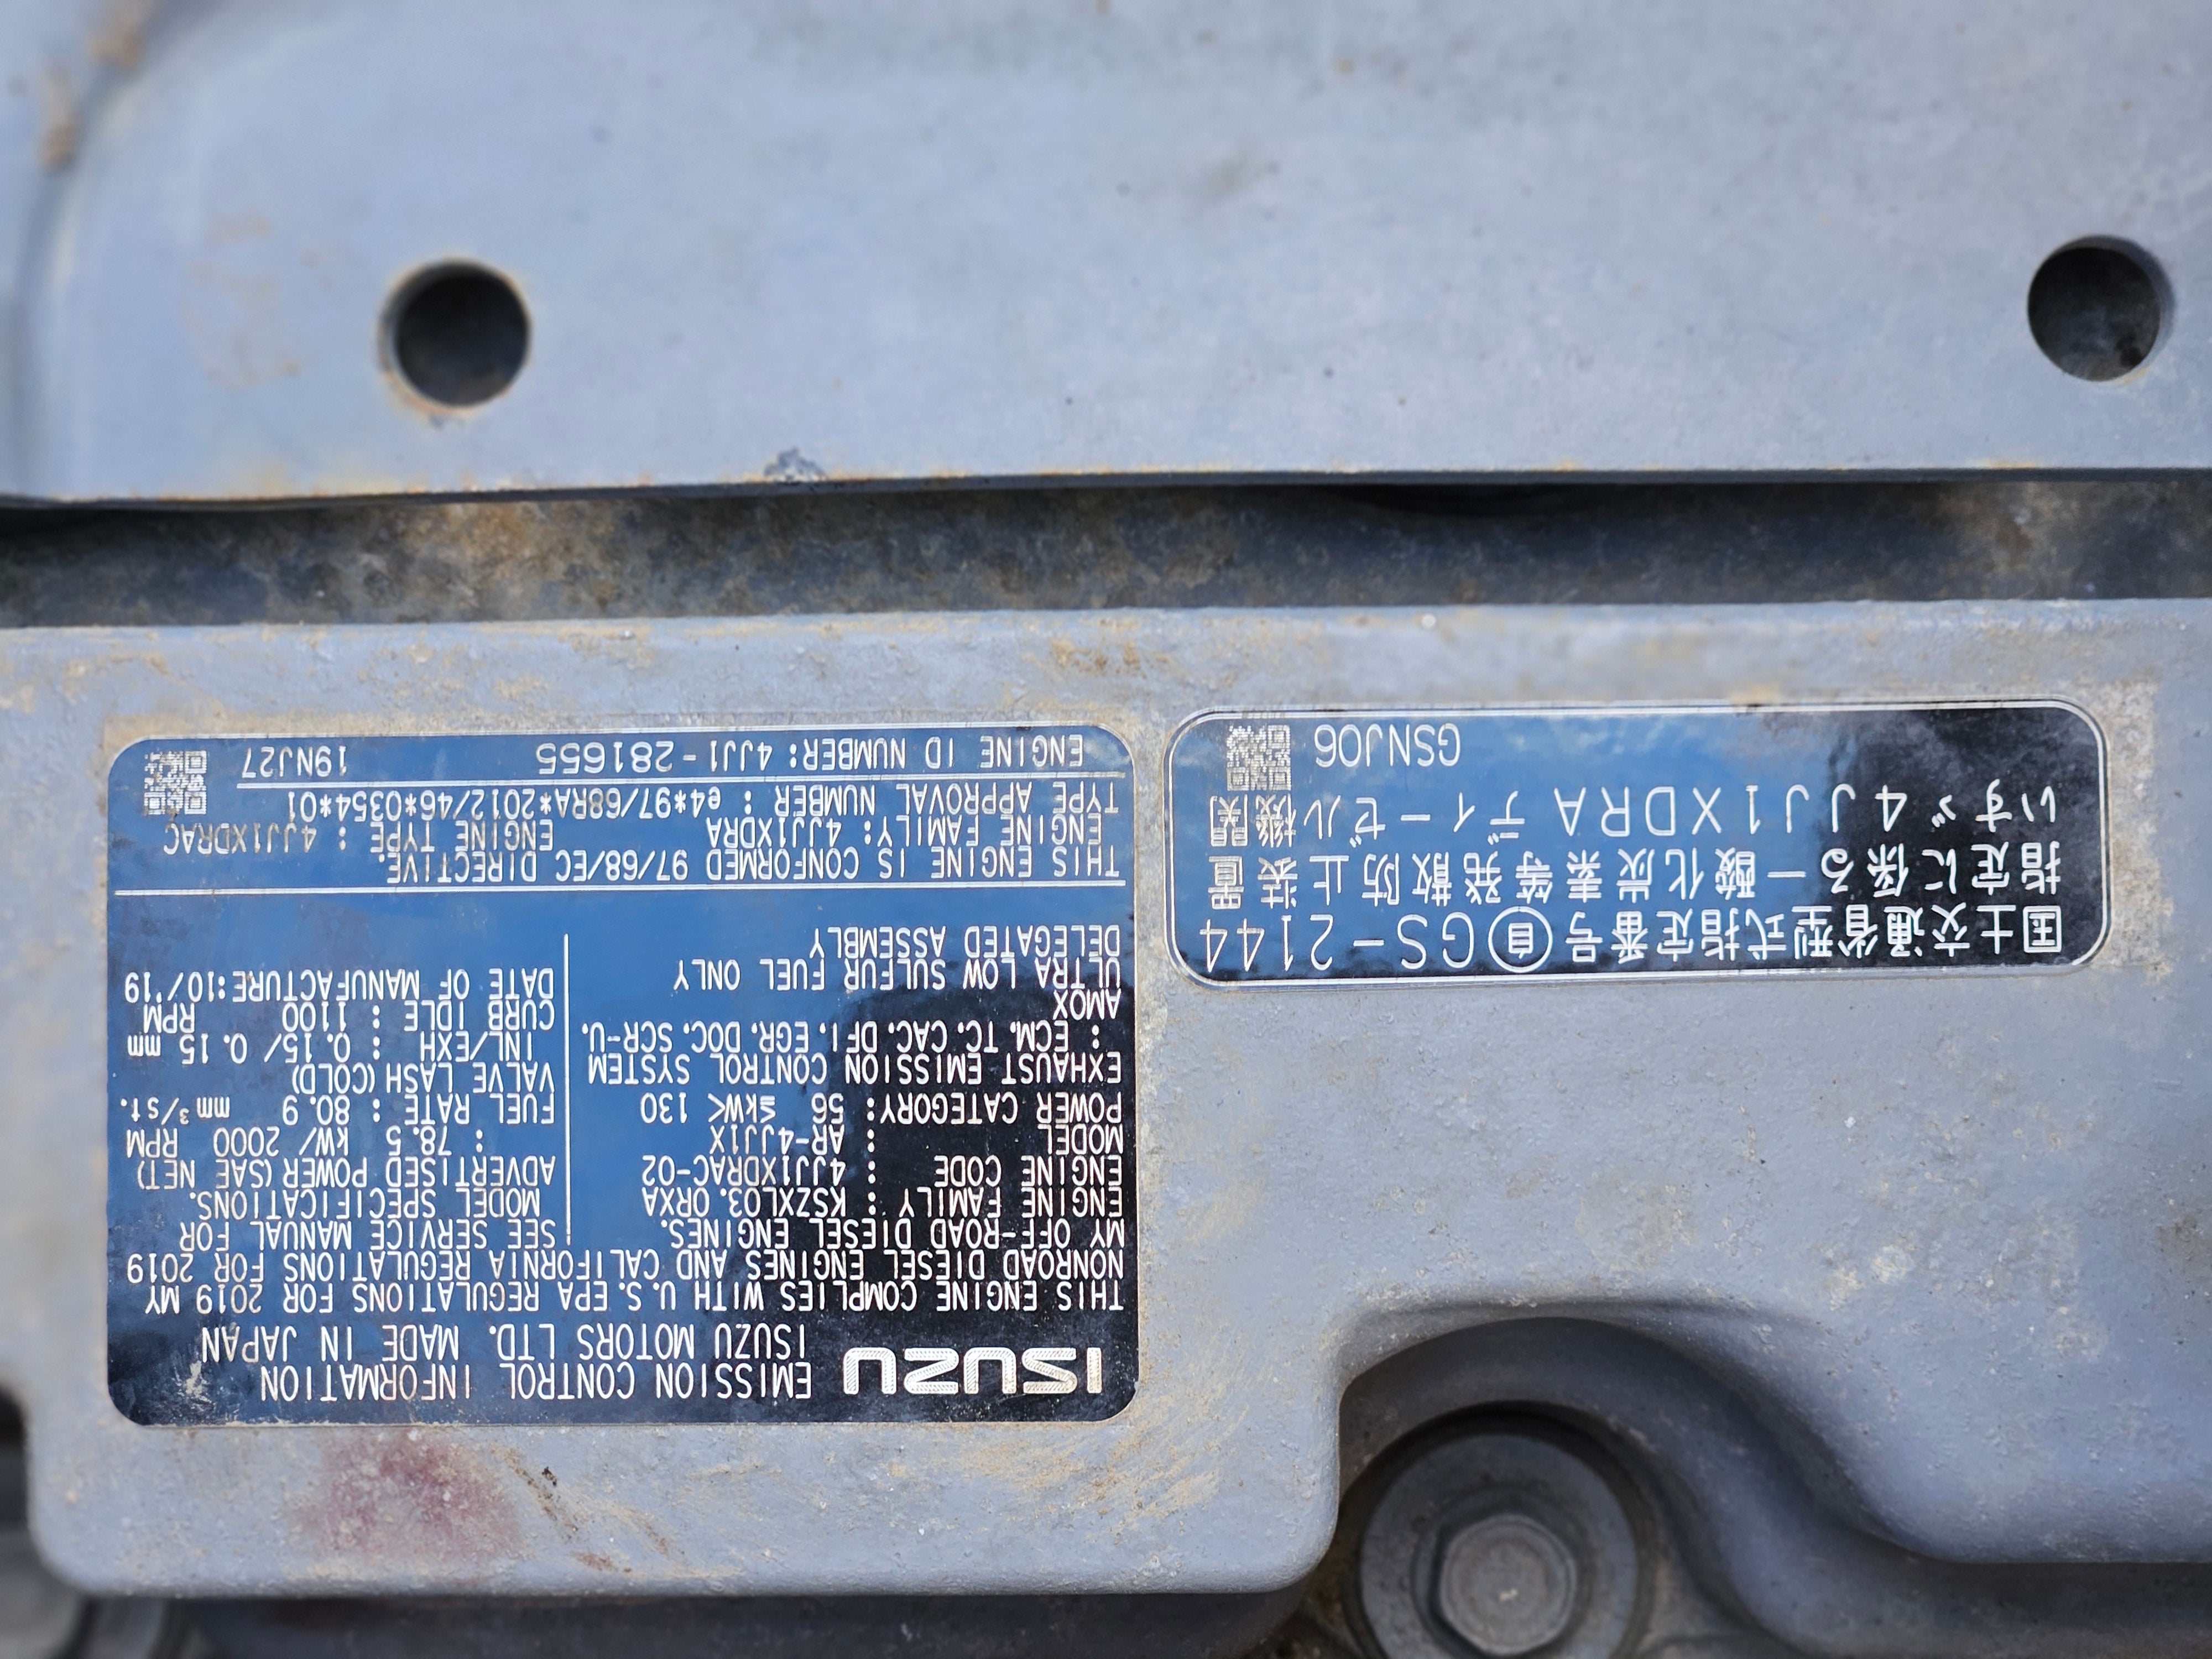 ISUZU
EMISSION CONTROL INFORMATION
ISUZU MOTORS LTD. MADE IN JAPAN
THIS ENGINE COMPLIES WITH U.S. EPA REGULATIONS FOR 2019 MY
NONROAD DIESEL ENGINES AND CALIFORNIA REGULATIONS FOR 2019
MY OFF-ROAD DIESEL ENGINES.
ENGINE FAMILY : KSZXL03.0RXA
ENGINE CODE : 4JJ1XDRAC-02
MODEL : AR-4JJ1X
POWER CATEGORY: 56 ≦kW< 130
EXHAUST EMISSION CONTROL SYSTEM
: ECM. TC. CAC. DFI. EGR. DOC. SCR-U.
AMOX
ULTRA LOW SULFUR FUEL ONLY
DELEGATED ASSEMBLY
SEE SERVICE MANUAL FOR
MODEL SPECIFICATIONS.
ADVERTISED POWER (SAE NET)
: 78.5 kW/ 2000 RPM
FUEL RATE: 80.9 mm³/st.
VALVE LASH (COLD)
INL/EXH : 0.15/ 0.15 mm
CURB IDLE : 1100 RPM
DATE OF MANUFACTURE:10/'19
THIS ENGINE IS CONFORMED 97/68/EC DIRECTIVE.
ENGINE FAMILY: 4JJ1XDRA ENGINE TYPE : 4JJ1XDRAC
TYPE APPROVAL NUMBER : e4*97/68RA*2012/46*0354*01
ENGINE ID NUMBER: 4JJ1-281655 19NJ27
国土交通省型式指定番号 自 GS-2144
指定に係る一酸化炭素等発散防止装置
いすゞ4JJ1XDRA ディーゼル機関
GSNJ06